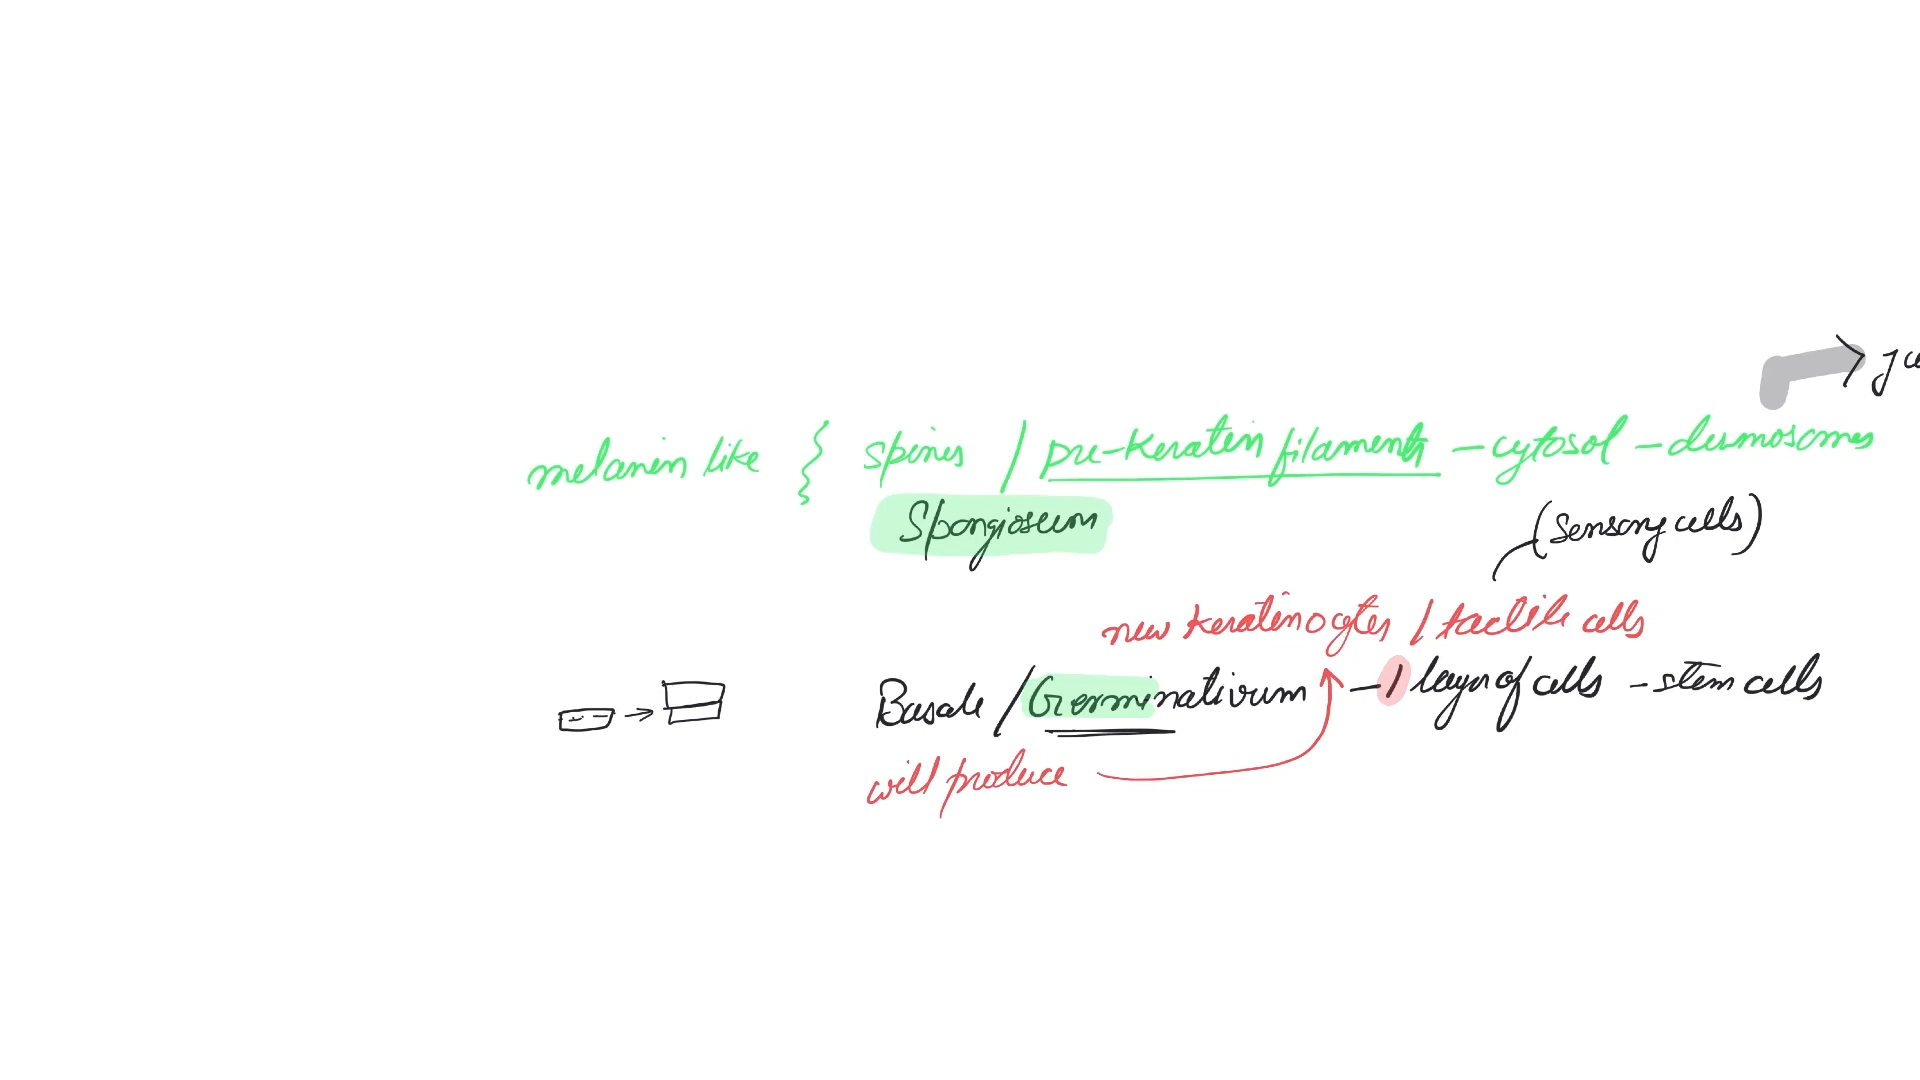 melanin like { spines / pre-keratin filaments – cytosol – desmosomes
Spongioseum
(sensory cells)
new keratinocytes / tactile cells
Basale / Germinativum – 1 layer of cells – stem cells
will produce